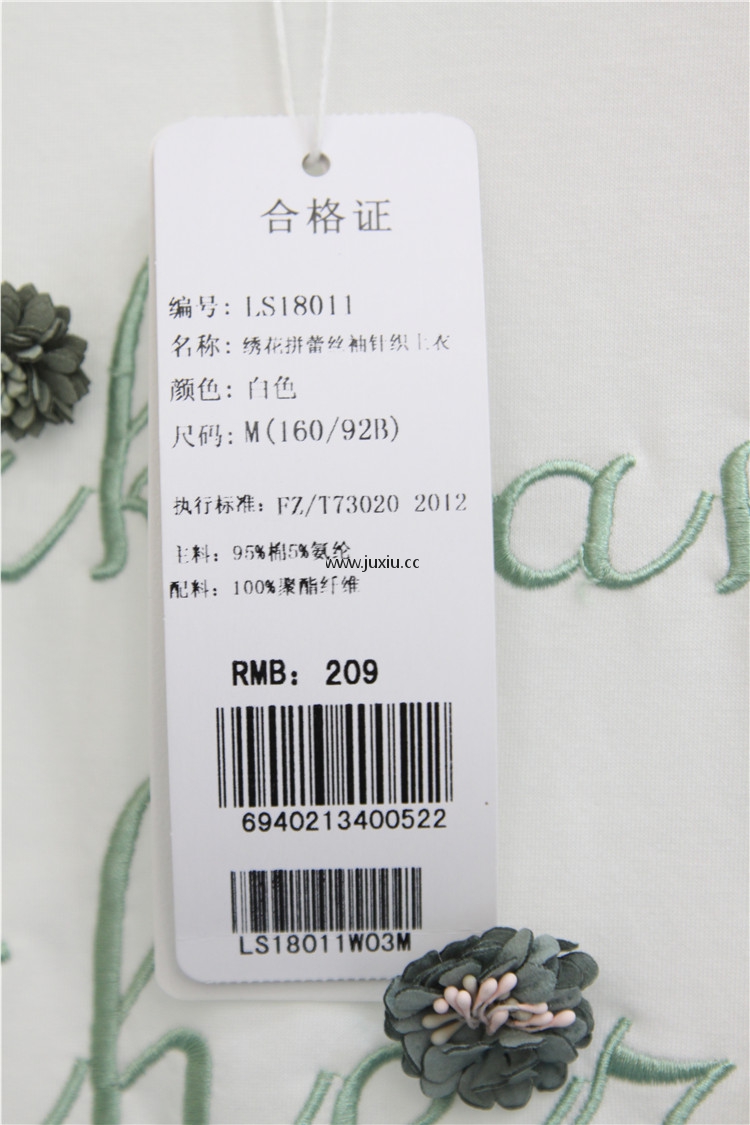 合格证
编号: LS18011
名称: 绣花拼蕾丝袖针织上衣
颜色: 白色
尺码: M(160/92B)
执行标准: FZ/T73020 2012
主料: 95%棉5%氨纶
www.juxiu.cc
配料: 100%聚酯纤维
RMB: 209
6940213400522
LS18011W03M